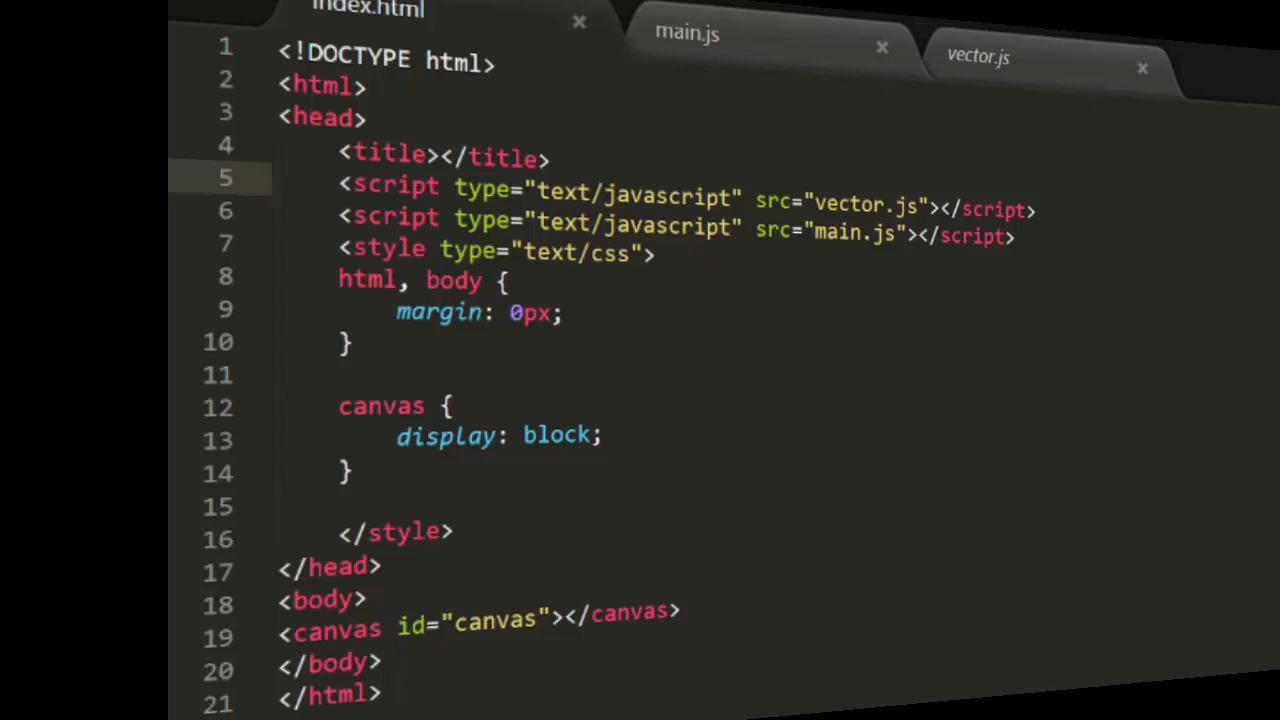 index.html
main.js
vector.js
1 <!DOCTYPE html>
2 <html>
3 <head>
4     <title></title>
5     <script type="text/javascript" src="vector.js"></script>
6     <script type="text/javascript" src="main.js"></script>
7     <style type="text/css">
8     html, body {
9         margin: 0px;
10     }
11
12     canvas {
13         display: block;
14     }
15
16     </style>
17 </head>
18 <body>
19 <canvas id="canvas"></canvas>
20 </body>
21 </html>